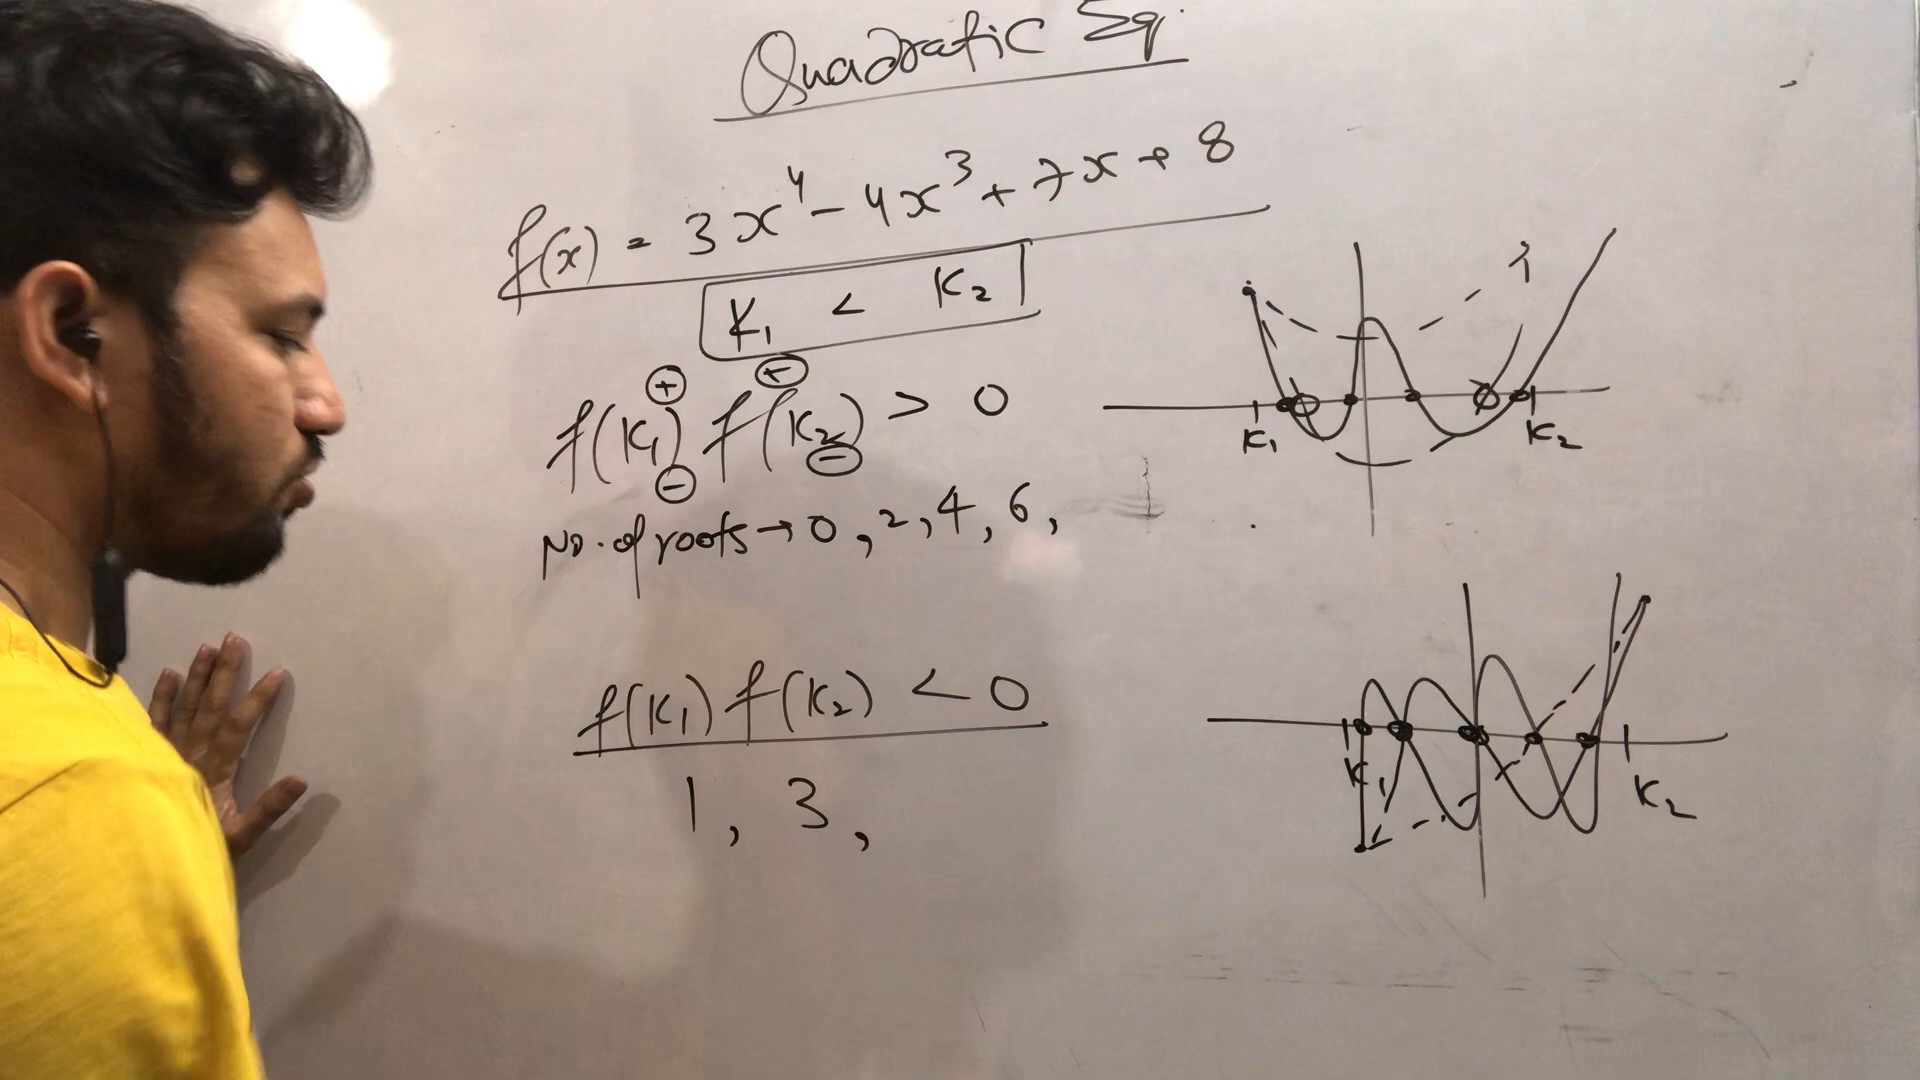 Quadratic Eq.
f(x) = 3x⁴ - 4x³ + 7x + 8
K₁ < K₂
⊕ ⊕
f(K₁) f(K₂) > 0
⊖ ⊖
No. of roots → 0, 2, 4, 6,
K₁ K₂
f(K₁) f(K₂) < 0
1, 3,
K₁ K₂